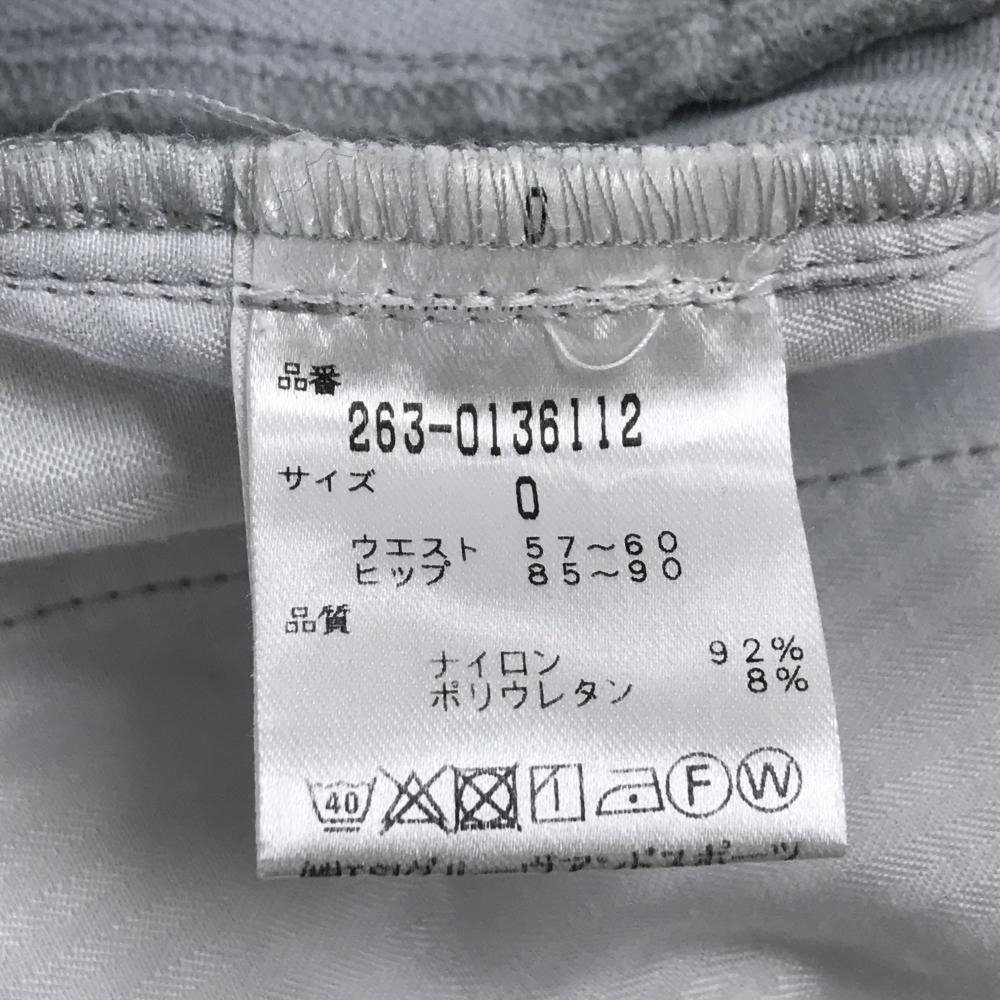 0
品番
263-0136112
サイズ
0
ウエスト 57~60
ヒップ 85~90
品質
ナイロン 92%
ポリウレタン 8%
40 F W